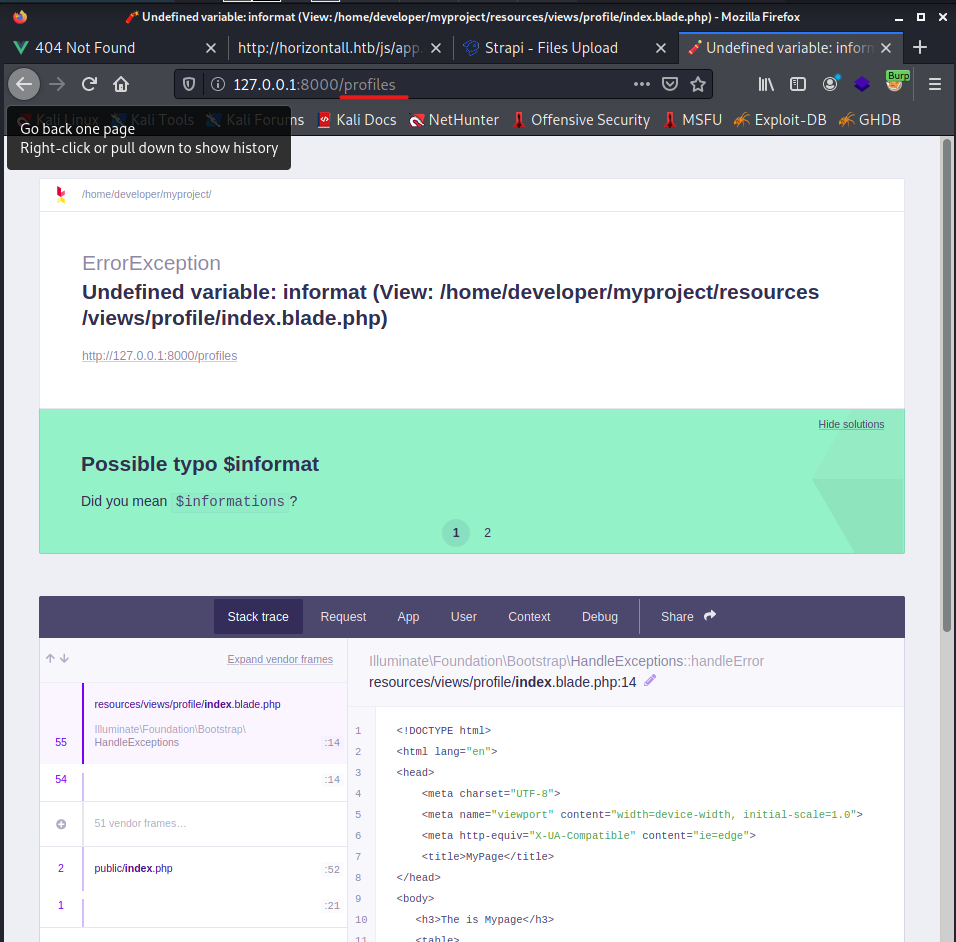 Undefined variable: informat (View: /home/developer/myproject/resources/views/profile/index.blade.php) - Mozilla Firefox
404 Not Found
http://horizontall.htb/js/app.
Strapi - Files Upload
Undefined variable: inform
127.0.0.1:8000/profiles
Burp
Kali Linux
Kali Tools
Kali Forums
Kali Docs
NetHunter
Offensive Security
MSFU
Exploit-DB
GHDB
Go back one page
Right-click or pull down to show history
/home/developer/myproject/
ErrorException
Undefined variable: informat (View: /home/developer/myproject/resources
/views/profile/index.blade.php)
http://127.0.0.1:8000/profiles
Hide solutions
Possible typo $informat
Did you mean $informations ?
1 2
Stack trace Request App User Context Debug Share
Expand vendor frames
resources/views/profile/index.blade.php
Illuminate\Foundation\Bootstrap\
55 HandleExceptions :14
54 :14
51 vendor frames…
2 public/index.php :52
1 :21
Illuminate\Foundation\Bootstrap\HandleExceptions::handleError
resources/views/profile/index.blade.php:14
1 <!DOCTYPE html>
2 <html lang="en">
3 <head>
4 <meta charset="UTF-8">
5 <meta name="viewport" content="width=device-width, initial-scale=1.0">
6 <meta http-equiv="X-UA-Compatible" content="ie=edge">
7 <title>MyPage</title>
8 </head>
9 <body>
10 <h3>The is Mypage</h3>
11 <table>